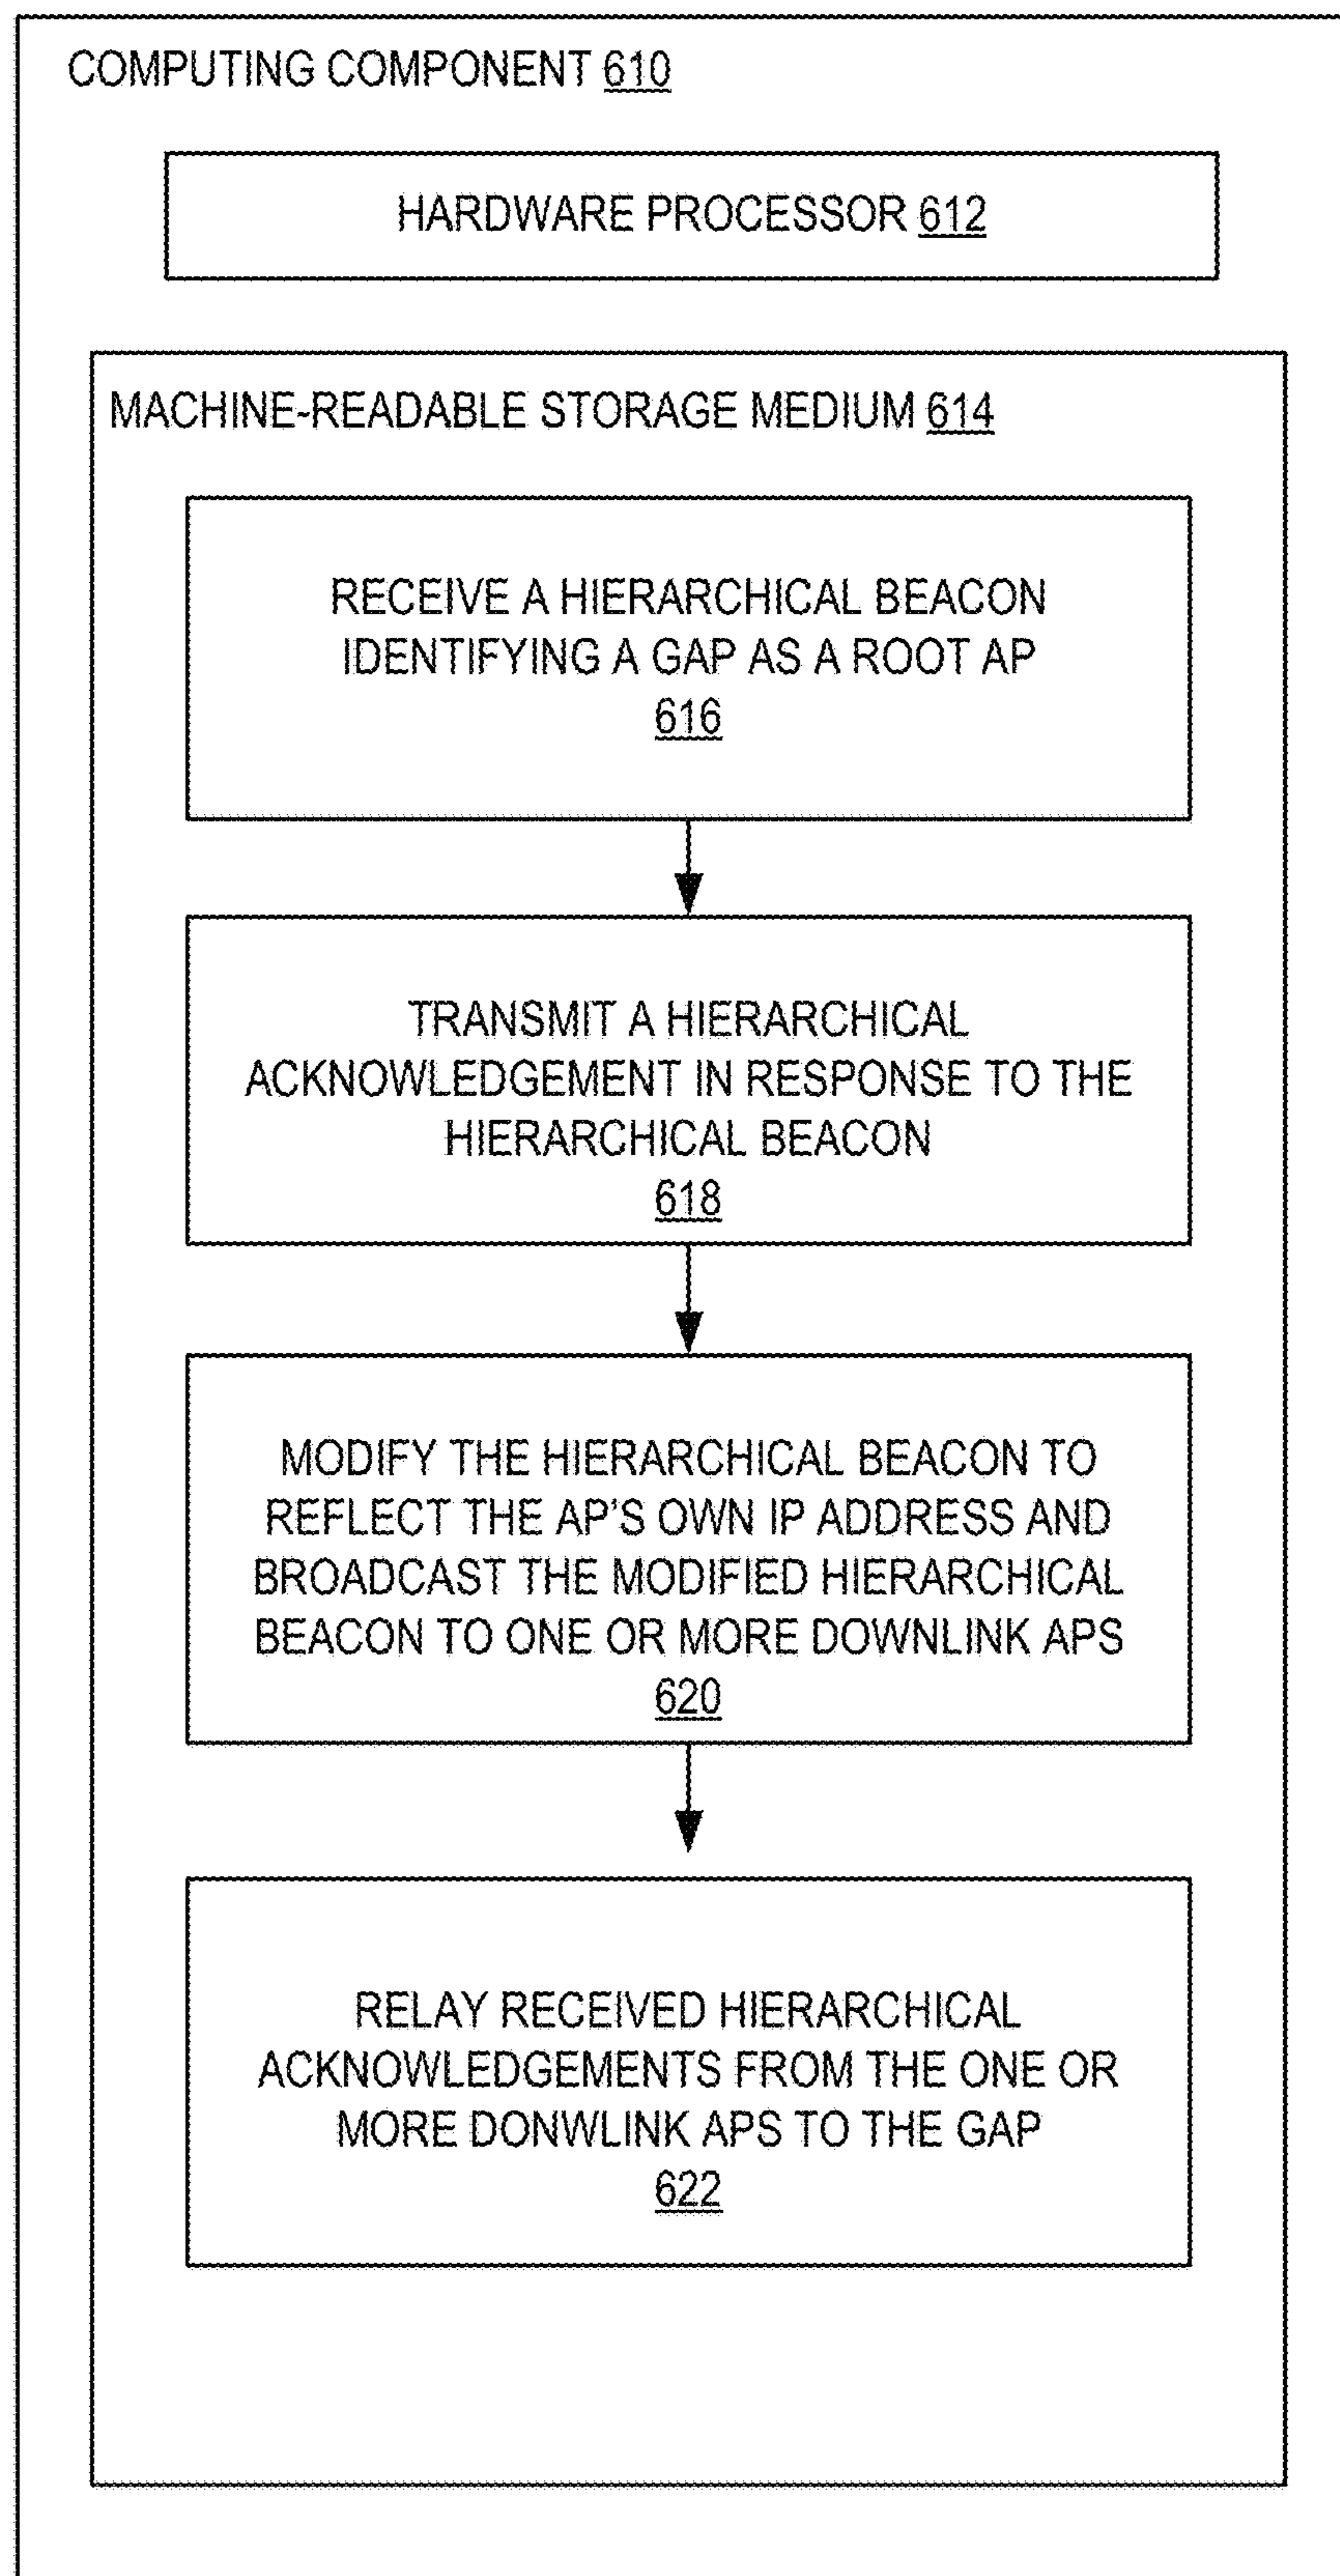 COMPUTING COMPONENT 610
HARDWARE PROCESSOR 612
MACHINE-READABLE STORAGE MEDIUM 614
RECEIVE A HIERARCHICAL BEACON
IDENTIFYING A GAP AS A ROOT AP
616
TRANSMIT A HIERARCHICAL
ACKNOWLEDGEMENT IN RESPONSE TO THE
HIERARCHICAL BEACON
618
MODIFY THE HIERARCHICAL BEACON TO
REFLECT THE AP'S OWN IP ADDRESS AND
BROADCAST THE MODIFIED HIERARCHICAL
BEACON TO ONE OR MORE DOWNLINK APS
620
RELAY RECEIVED HIERARCHICAL
ACKNOWLEDGEMENTS FROM THE ONE OR
MORE DONWLINK APS TO THE GAP
622